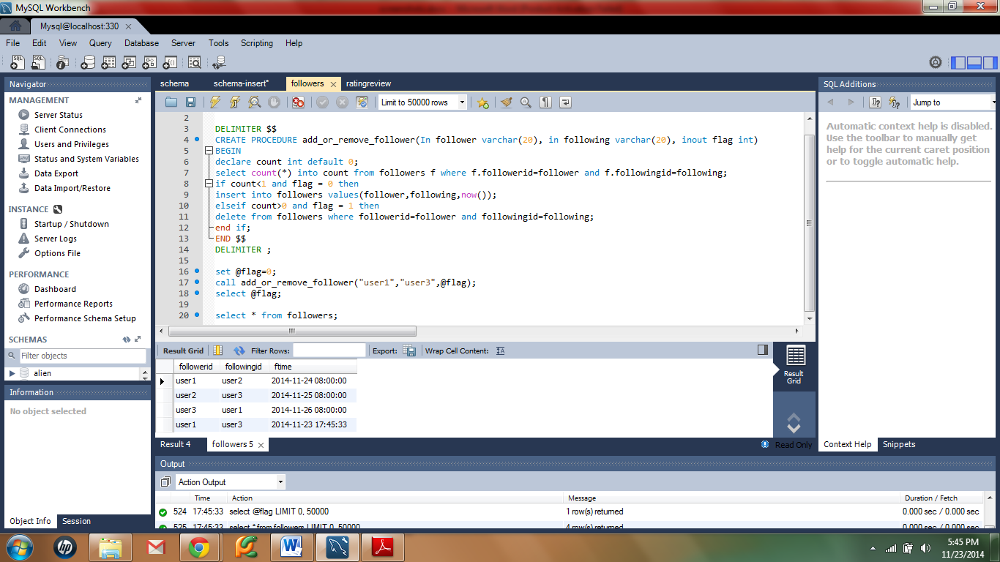 MySQL Workbench
Mysql@localhost:330
File Edit View Query Database Server Tools Scripting Help
Navigator
MANAGEMENT
Server Status
Client Connections
Users and Privileges
Status and System Variables
Data Export
Data Import/Restore
INSTANCE
Startup / Shutdown
Server Logs
Options File
PERFORMANCE
Dashboard
Performance Reports
Performance Schema Setup
SCHEMAS
Filter objects
alien
Information
No object selected
Object Info Session
schema schema-insert* followers ratingreview
Limit to 50000 rows
2
3 DELIMITER $$
4 CREATE PROCEDURE add_or_remove_follower(In follower varchar(20), in following varchar(20), inout flag int)
5 BEGIN
6 declare count int default 0;
7 select count(*) into count from followers f where f.followerid=follower and f.followingid=following;
8 if count<1 and flag = 0 then
9 insert into followers values(follower,following,now());
10 elseif count>0 and flag = 1 then
11 delete from followers where followerid=follower and followingid=following;
12 end if;
13 END $$
14 DELIMITER ;
15
16 set @flag=0;
17 call add_or_remove_follower("user1","user3",@flag);
18 select @flag;
19
20 select * from followers;
Result Grid Filter Rows: Export: Wrap Cell Content:
followerid followingid ftime
user1 user2 2014-11-24 08:00:00
user2 user3 2014-11-25 08:00:00
user3 user1 2014-11-26 08:00:00
user1 user3 2014-11-23 17:45:33
Result Grid
Result 4 followers 5 Read Only
SQL Additions
Jump to
Automatic context help is disabled.
Use the toolbar to manually get
help for the current caret position
or to toggle automatic help.
Context Help Snippets
Output
Action Output
Time Action Message Duration / Fetch
524 17:45:33 select @flag LIMIT 0, 50000 1 row(s) returned 0.000 sec / 0.000 sec
525 17:45:33 select * from followers LIMIT 0, 50000 4 row(s) returned 0.000 sec / 0.000 sec
5:45 PM
11/23/2014